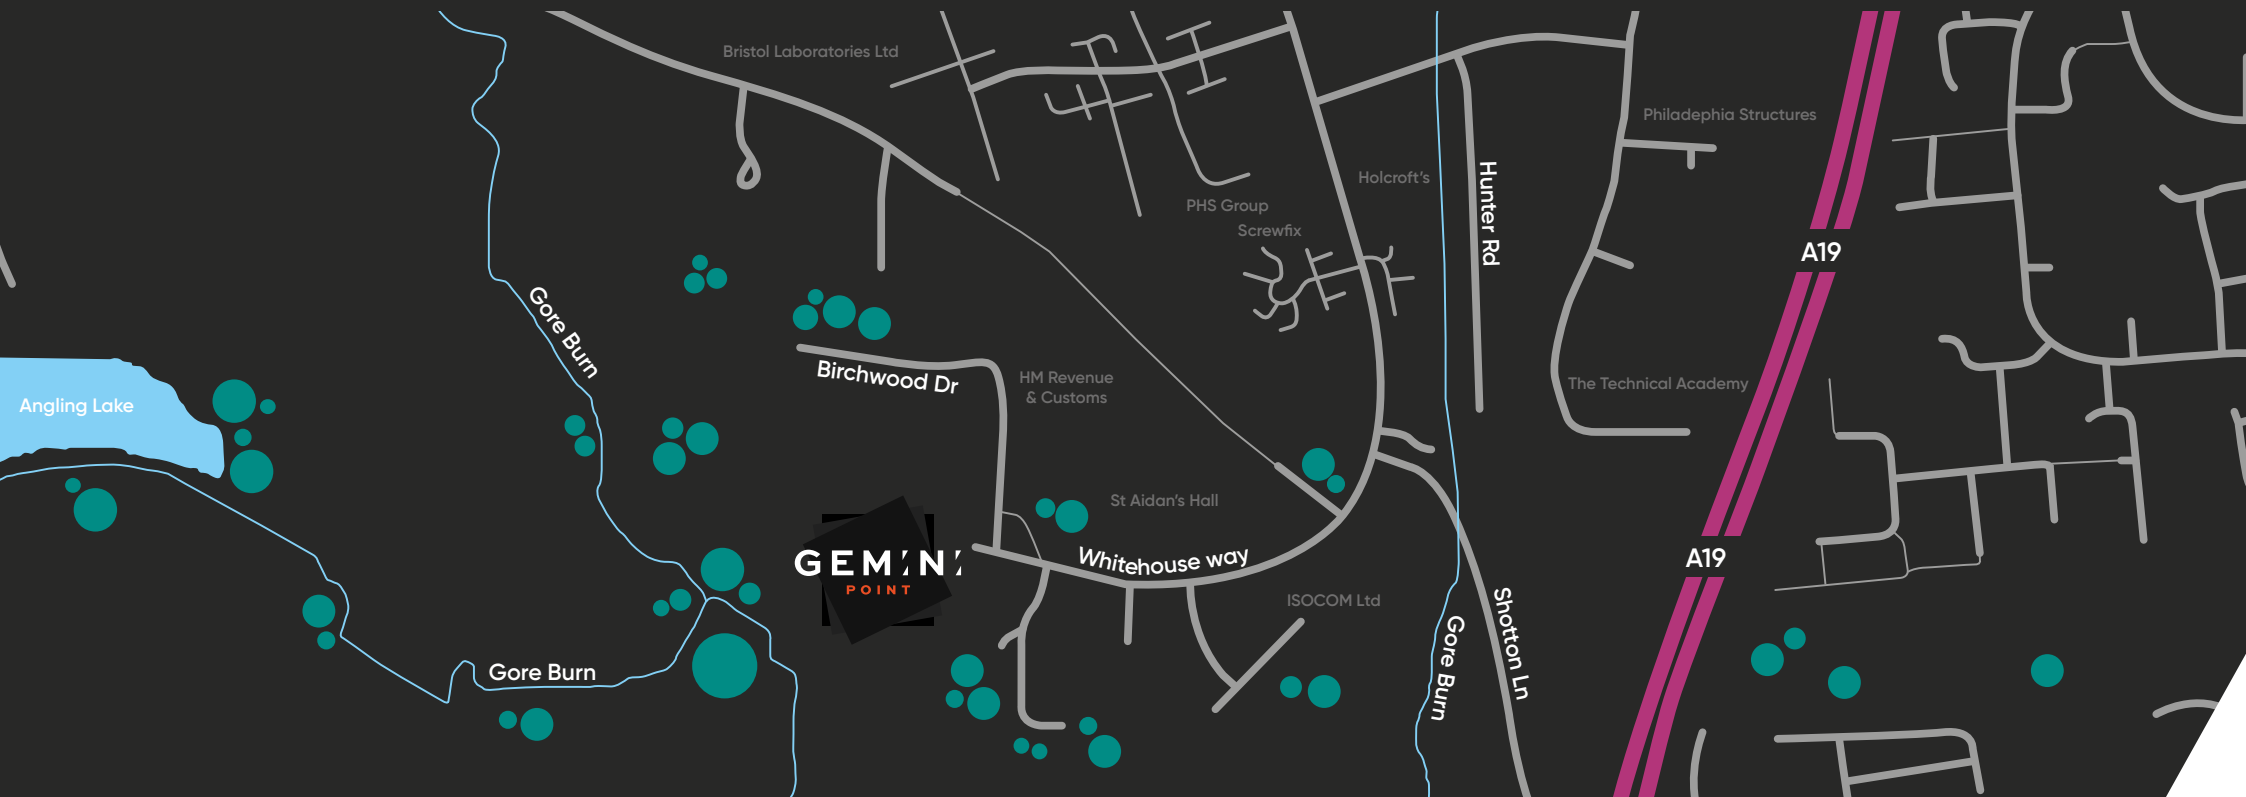 Bristol Laboratories Ltd
Philadephia Structures
Holcroft's
Hunter Rd
PHS Group
Screwfix
A19
Gore Burn
Birchwood Dr
HM Revenue
& Customs
The Technical Academy
Angling Lake
St Aidan's Hall
Whitehouse way
GEMINI
POINT
A19
ISOCOM Ltd
Shotton Ln
Gore Burn
Gore Burn